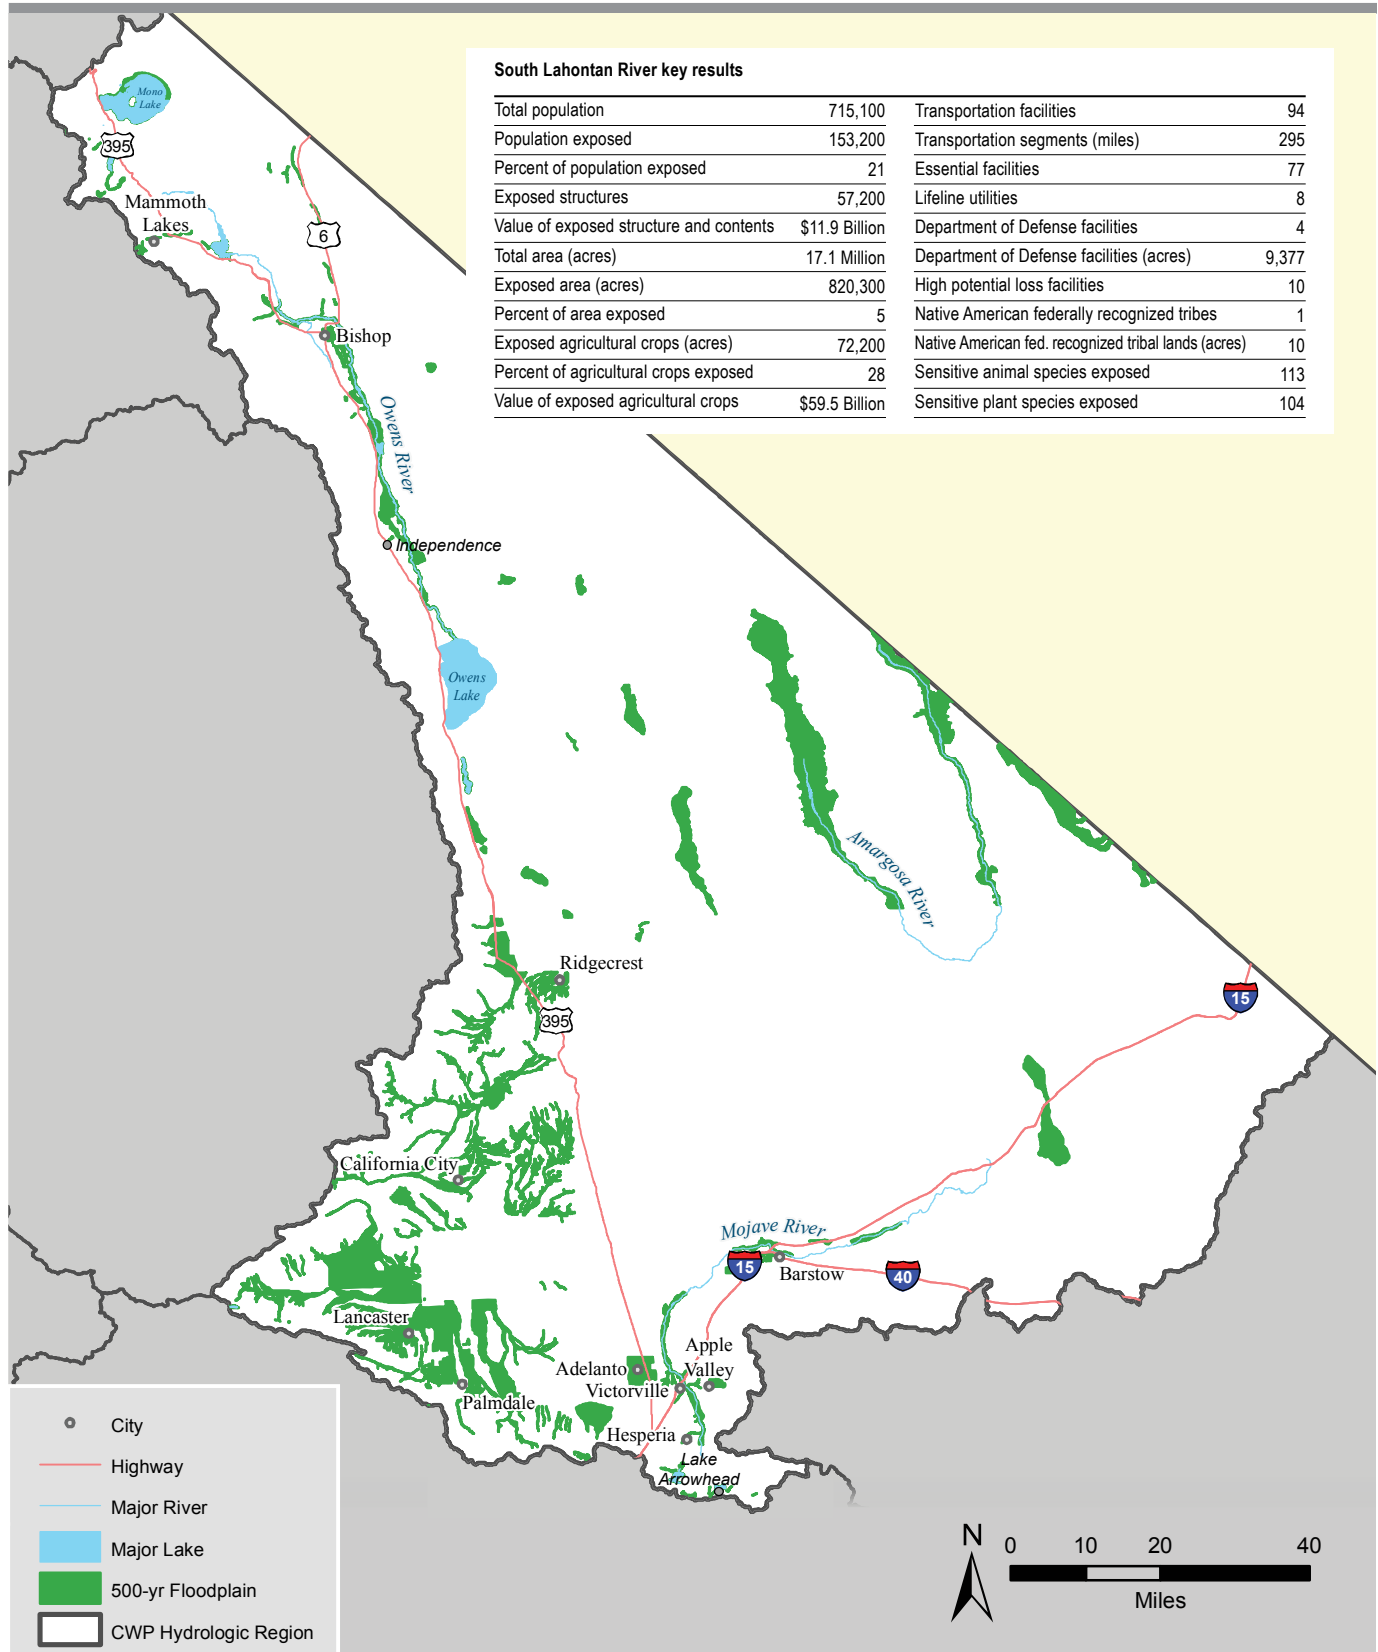 South Lahontan River key results
Total population 715,100
Population exposed 153,200
Percent of population exposed 21
Exposed structures 57,200
Value of exposed structure and contents $11.9 Billion
Total area (acres) 17.1 Million
Exposed area (acres) 820,300
Percent of area exposed 5
Exposed agricultural crops (acres) 72,200
Percent of agricultural crops exposed 28
Value of exposed agricultural crops $59.5 Billion
Transportation facilities 94
Transportation segments (miles) 295
Essential facilities 77
Lifeline utilities 8
Department of Defense facilities 4
Department of Defense facilities (acres) 9,377
High potential loss facilities 10
Native American federally recognized tribes 1
Native American fed. recognized tribal lands (acres) 10
Sensitive animal species exposed 113
Sensitive plant species exposed 104
Mono
Lake
395
Mammoth
Lakes
6
Bishop
Owens River
Independence
Owens
Lake
Amargosa River
Ridgecrest
395
15
California City
Mojave River
15
Barstow
40
Lancaster
Apple
Valley
Adelanto
Victorville
Palmdale
Hesperia
Lake
Arrowhead
City
Highway
Major River
Major Lake
500-yr Floodplain
CWP Hydrologic Region
N
0 10 20 40
Miles